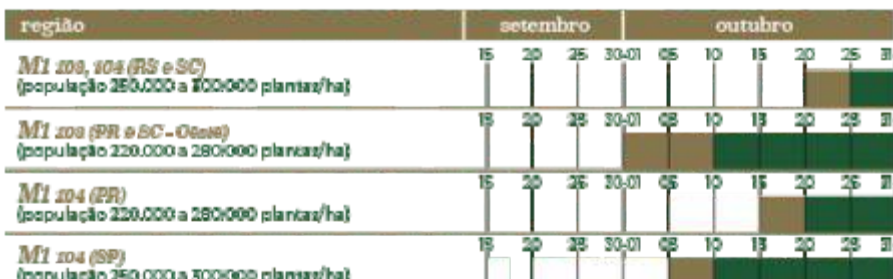 região setembro outubro
15 20 25 30-01 05 10 15 20 25 31
M1 103, 104 (RS e SC)
(população 250.000 a 300.000 plantas/ha)
15 20 25 30-01 05 10 15 20 25 31
M1 103 (PR e SC - Oeste)
(população 220.000 a 280.000 plantas/ha)
15 20 25 30-01 05 10 15 20 25 31
M1 104 (PR)
(população 220.000 a 280.000 plantas/ha)
15 20 25 30-01 05 10 15 20 25 31
M1 104 (SP)
(população 250.000 a 300.000 plantas/ha)